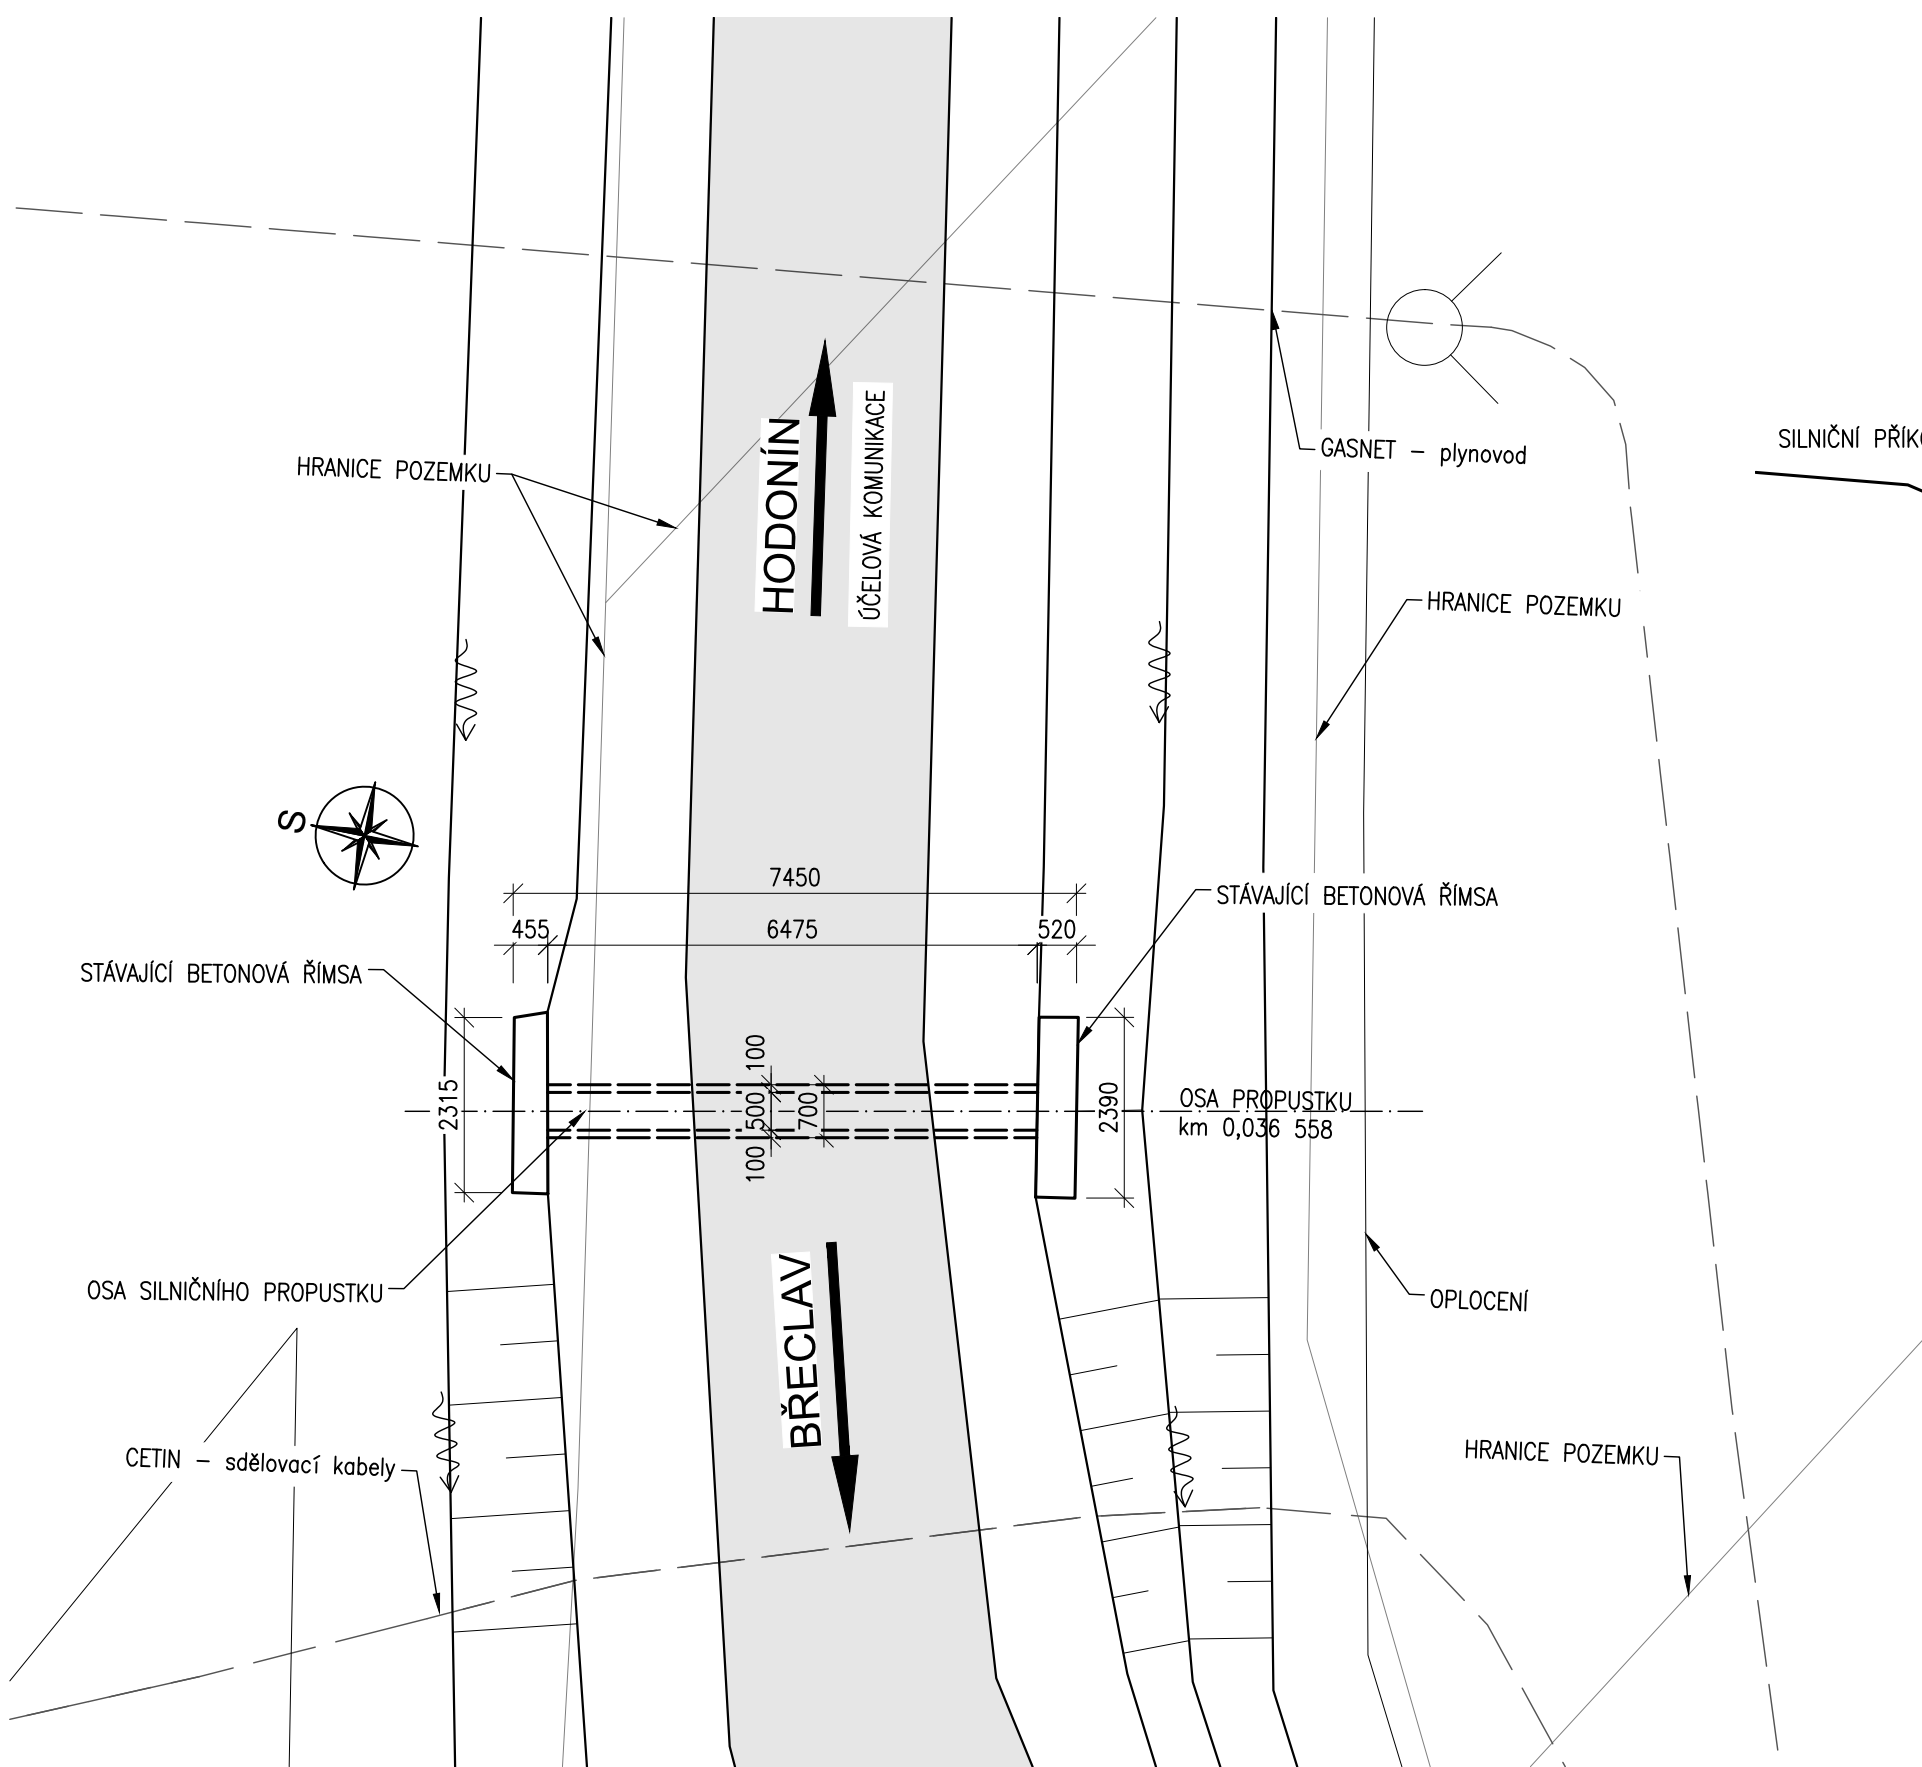 HODONÍN
ÚČELOVÁ KOMUNIKACE
SILNIČNÍ
GASNET – plynovod
HRANICE POZEMKU
HRANICE POZEMKU
S
7450
STÁVAJÍCÍ BETONOVÁ ŘÍMSA
455
6475
520
STÁVAJÍCÍ BETONOVÁ ŘÍMSA
100
2315
500
700
2390
OSA PROPUSTKU
km 0,036 558
100
OSA SILNIČNÍHO PROPUSTKU
BŘECLAV
OPLOCENÍ
CETIN – sdělovací kabely
HRANICE POZEMKU